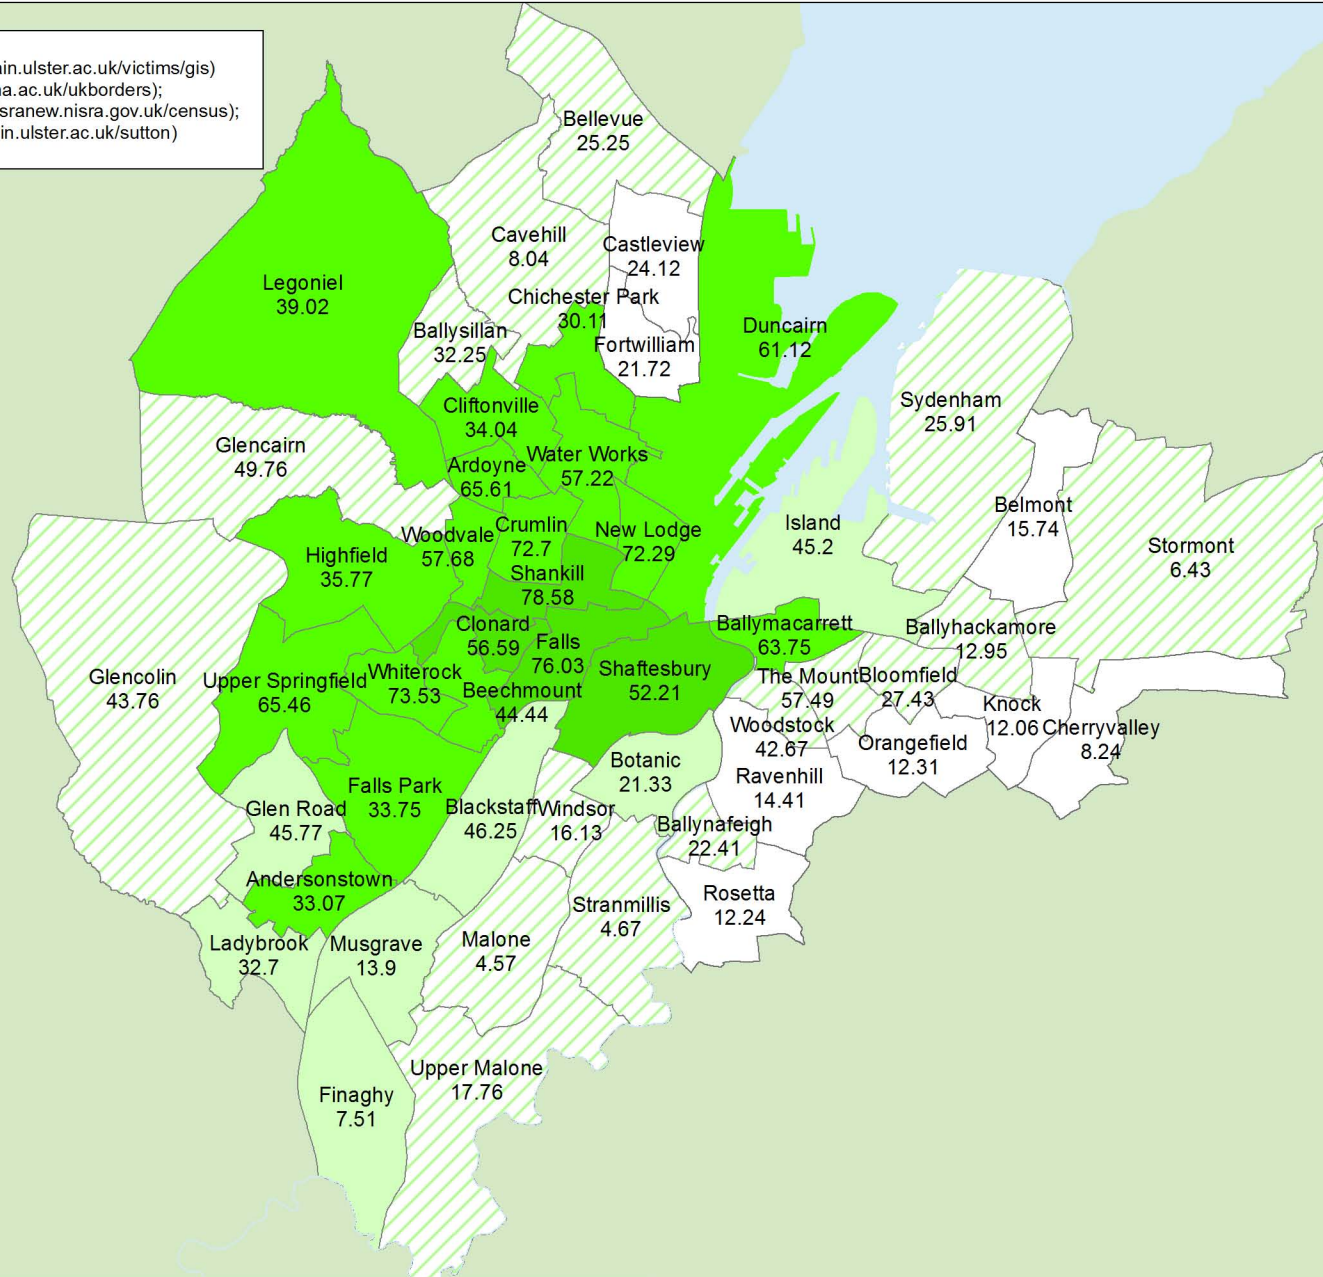 in.ulster.ac.uk/victims/gis)
a.ac.uk/ukborders);
sranew.nisra.gov.uk/census);
in.ulster.ac.uk/sutton)
Bellevue
25.25
Cavehill
8.04
Castleview
24.12
Legoniel
39.02
Chichester Park
30.11
Ballysillan
32.25
Fortwilliam
21.72
Duncairn
61.12
Sydenham
25.91
Cliftonville
34.04
Glencairn
49.76
Ardoyne
65.61
Water Works
57.22
Belmont
15.74
Island
45.2
Stormont
6.43
Woodvale
57.68
Crumlin
72.7
New Lodge
72.29
Highfield
35.77
Shankill
78.58
Clonard
56.59
Falls
76.03
Ballymacarrett
63.75
Ballyhackamore
12.95
Glencolin
43.76
Upper Springfield
65.46
Whiterock
73.53
Beechmount
44.44
Shaftesbury
52.21
The Mount
57.49
Bloomfield
27.43
Knock
12.06
Cherryvalley
8.24
Woodstock
42.67
Orangefield
12.31
Botanic
21.33
Ravenhill
14.41
Falls Park
33.75
Glen Road
45.77
Blackstaff
46.25
Windsor
16.13
Ballynafeigh
22.41
Andersonstown
33.07
Rosetta
12.24
Stranmillis
4.67
Ladybrook
32.7
Musgrave
13.9
Malone
4.57
Upper Malone
17.76
Finaghy
7.51